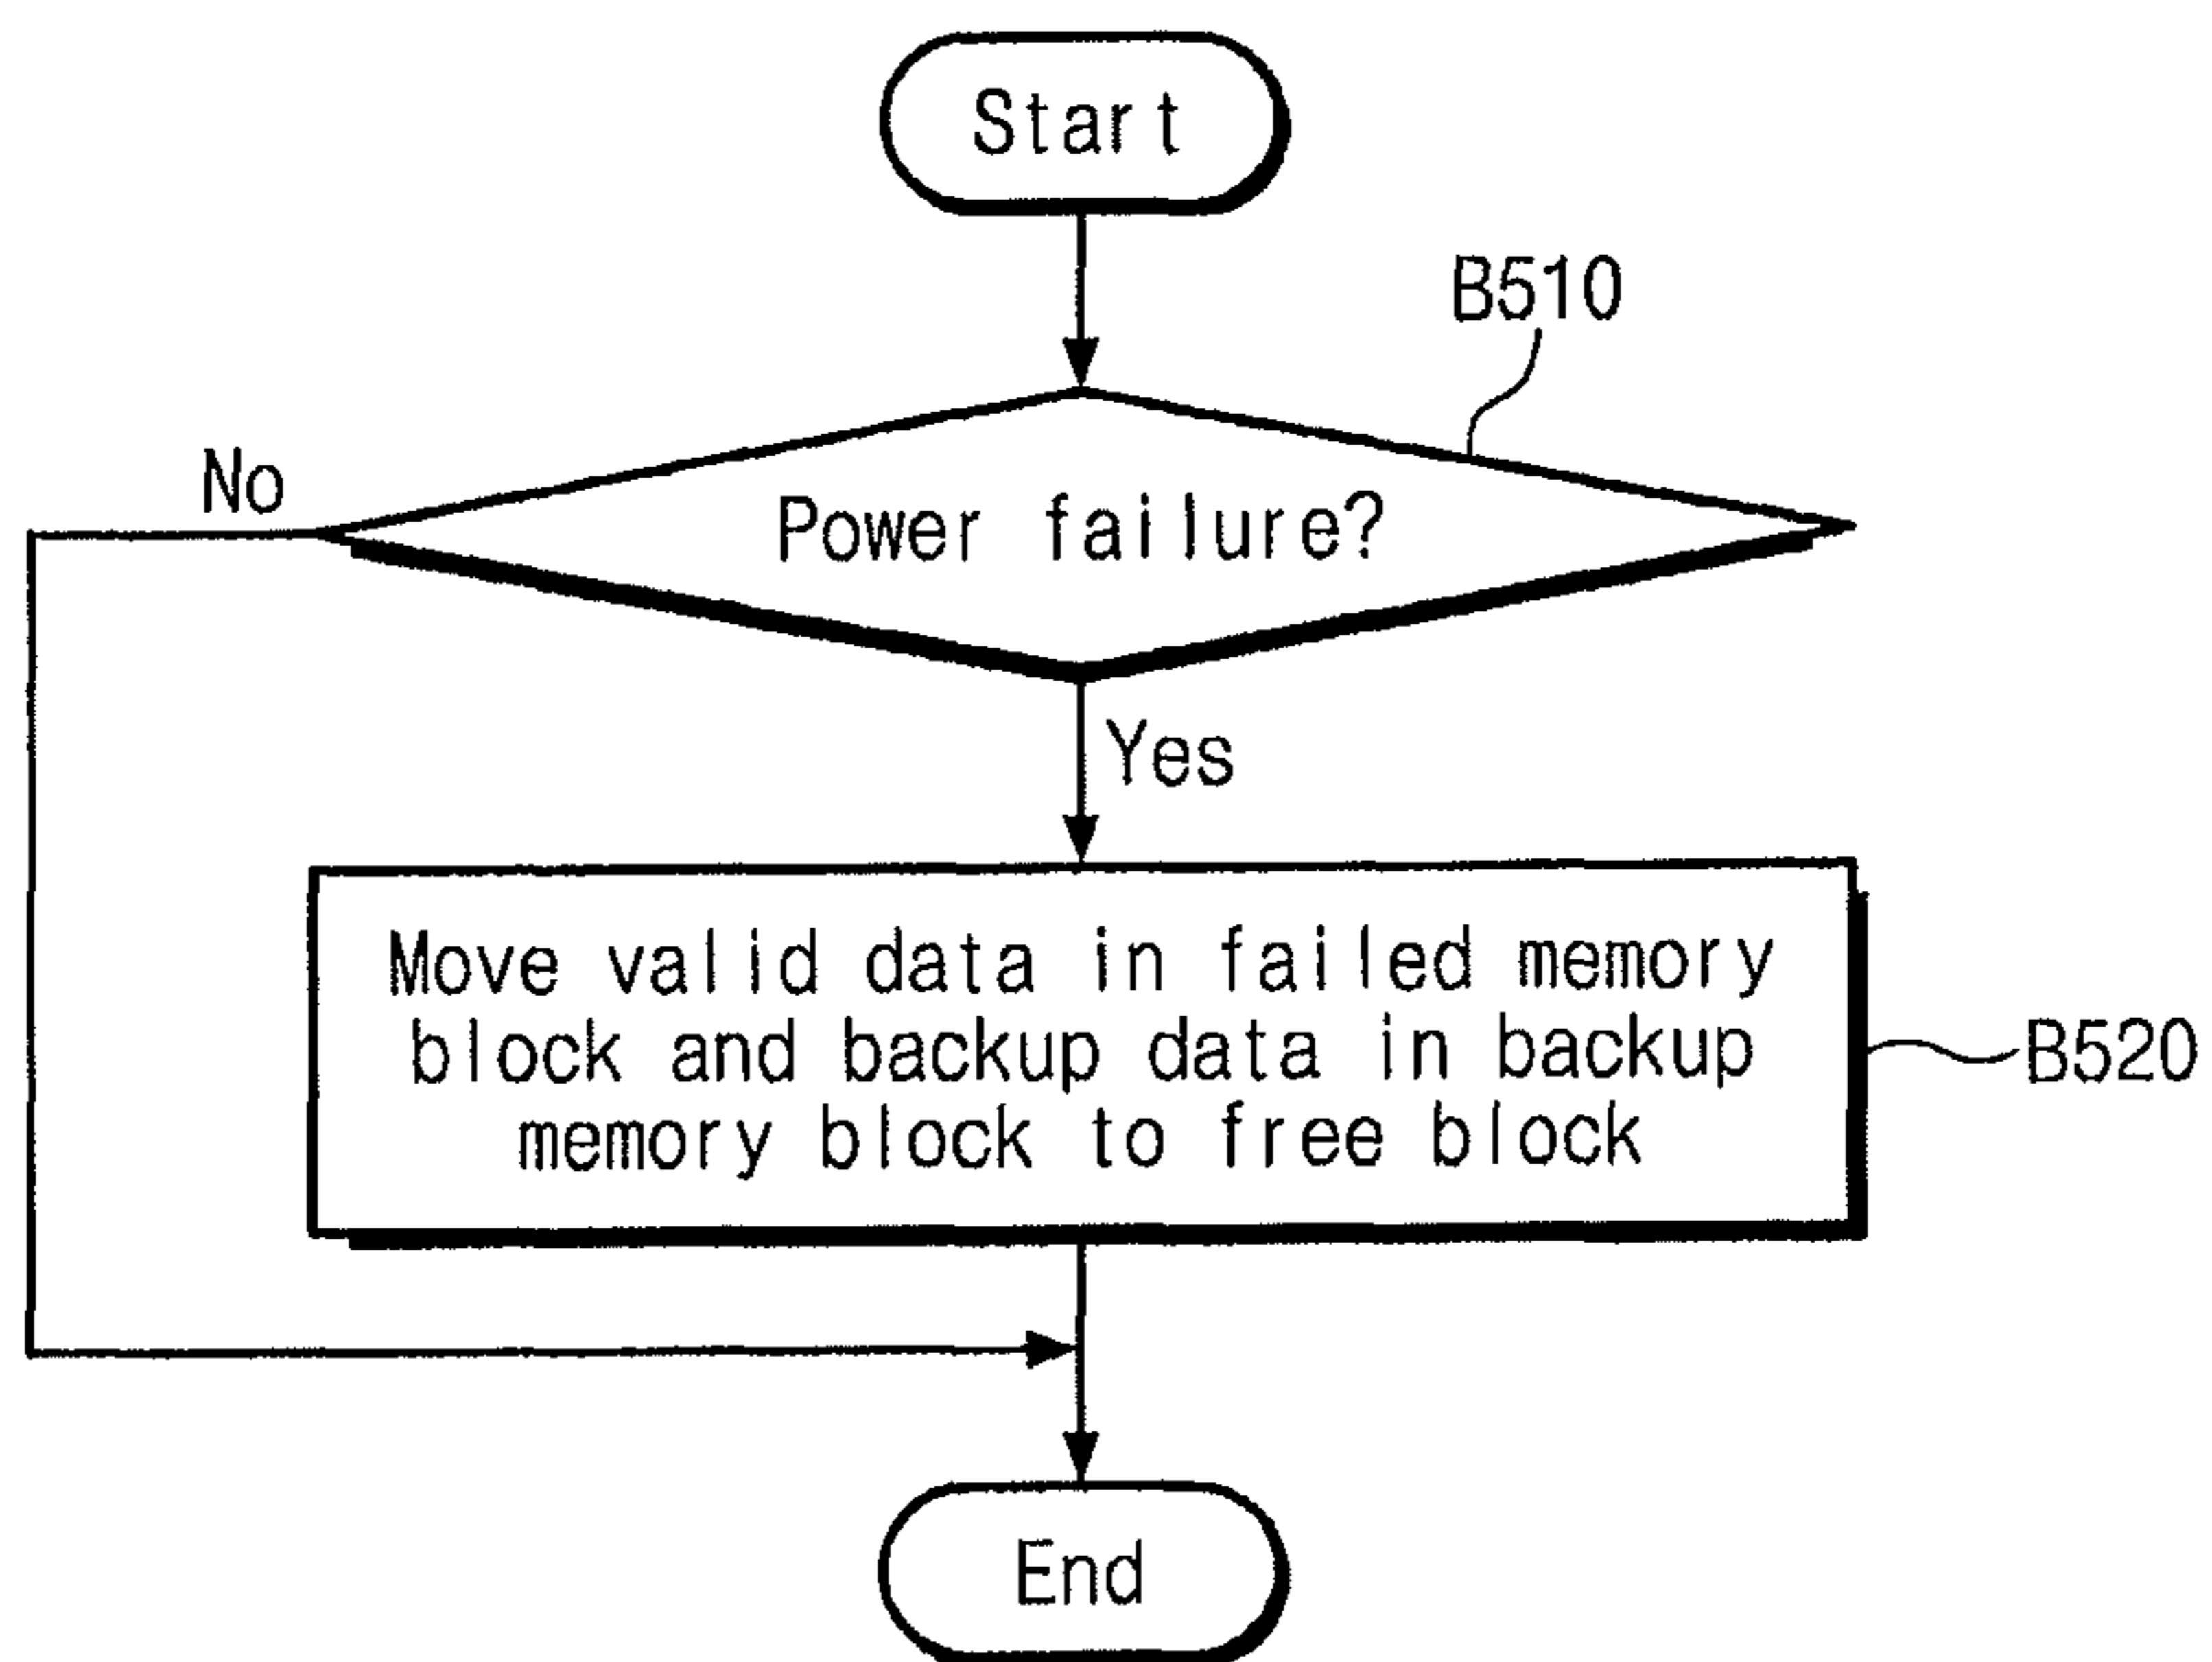 Start
B510
No
Power failure?
Yes
Move valid data in failed memory
block and backup data in backup
memory block to free block
B520
End